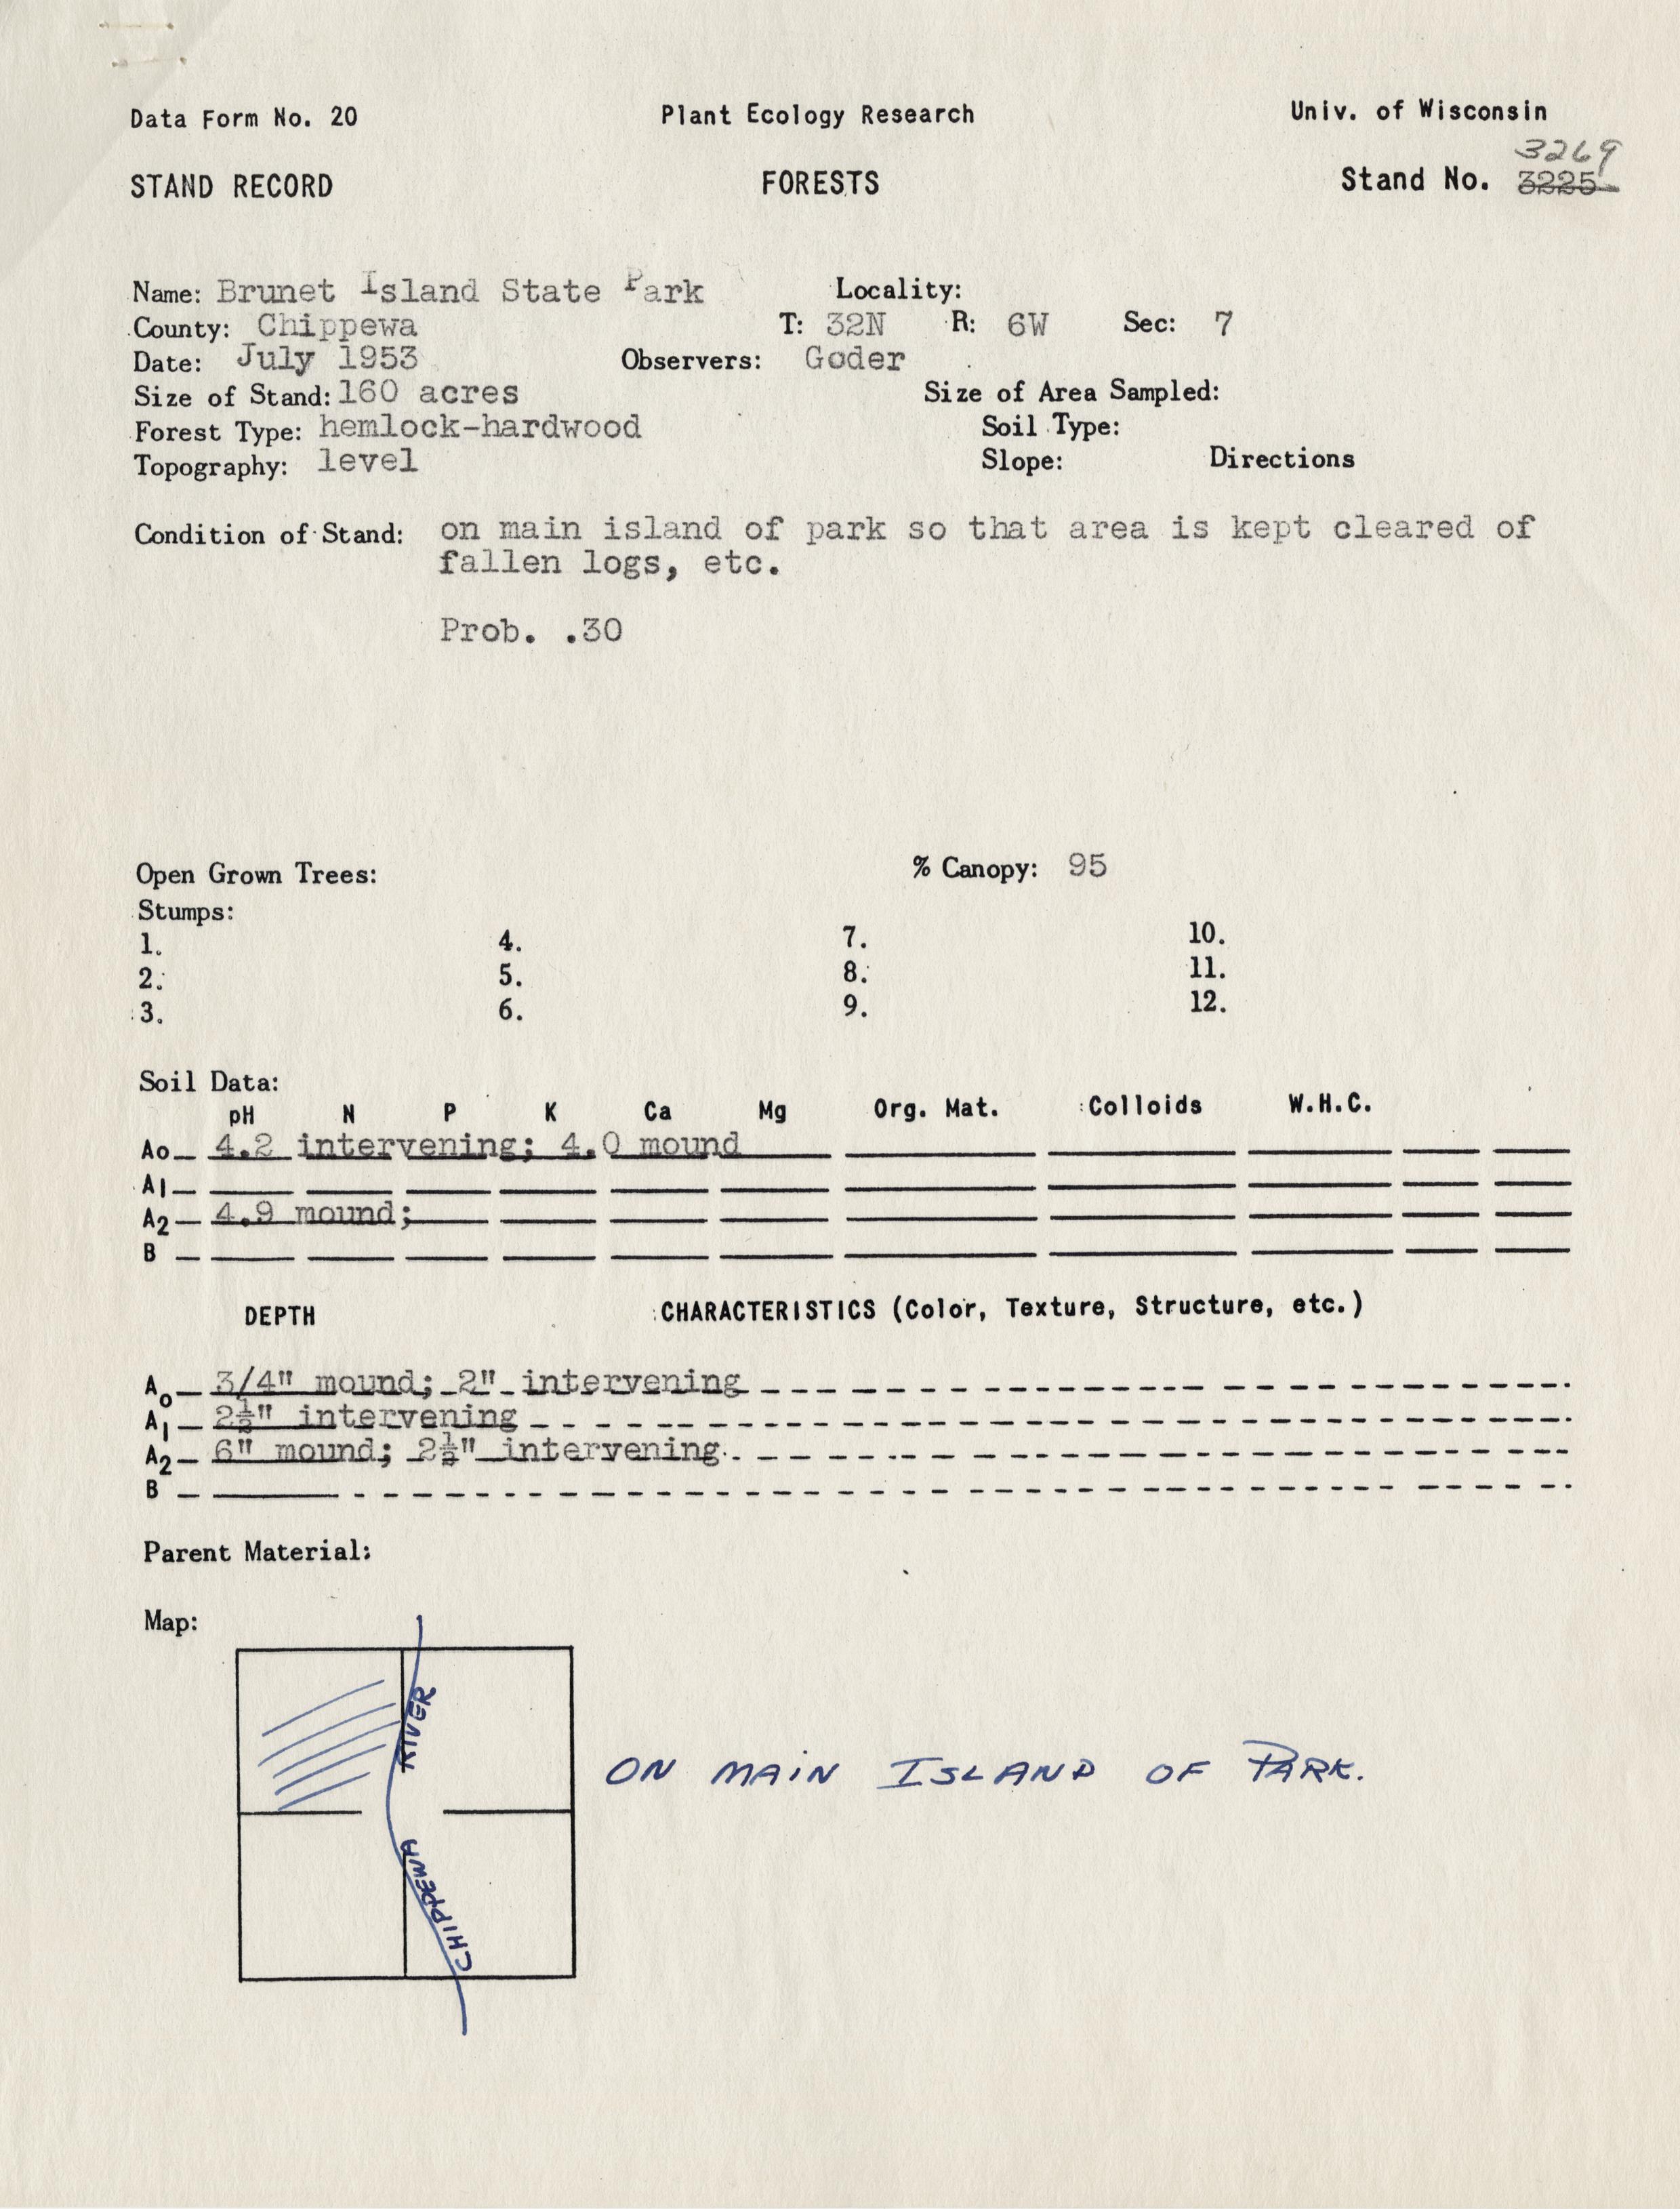 Data Form No. 20 Plant Ecology Research Univ. of Wisconsin
3269
STAND RECORD FORESTS Stand No. 3225
Name: Brunet Island State Park Locality:
County: Chippewa T: 32N R: 6W Sec: 7
Date: July 1953 Observers: Goder
Size of Stand: 160 acres Size of Area Sampled:
Forest Type: hemlock-hardwood Soil Type:
Topography: level Slope: Directions
Condition of Stand: on main island of park so that area is kept cleared of
fallen logs, etc.
Prob. .30
Open Grown Trees: % Canopy: 95
Stumps:
1. 4. 7. 10.
2. 5. 8. 11.
3. 6. 9. 12.
Soil Data:
pH N P K Ca Mg Org. Mat. Colloids W.H.C.
Ao 4.2 intervening; 4.0 mound
A1
A2 4.9 mound;
B
DEPTH CHARACTERISTICS (Color, Texture, Structure, etc.)
Ao 3/4" mound; 2" intervening
A1 2½" intervening
A2 6" mound; 2½" intervening.
B
Parent Material:
Map:
RIVER
ON MAIN ISLAND OF PARK.
CHIPPEWA